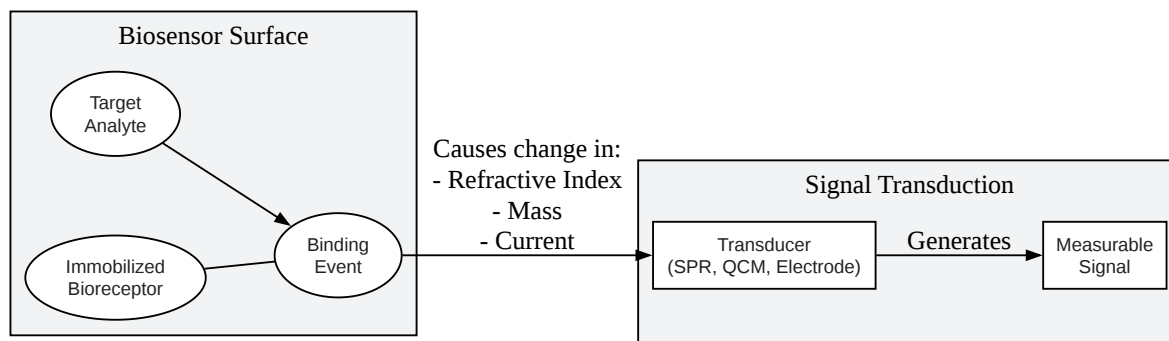 Biosensor Surface
Target
Analyte
Immobilized
Bioreceptor
Binding
Event
Causes change in:
- Refractive Index
- Mass
- Current
Signal Transduction
Transducer
(SPR, QCM, Electrode)
Generates
Measurable
Signal